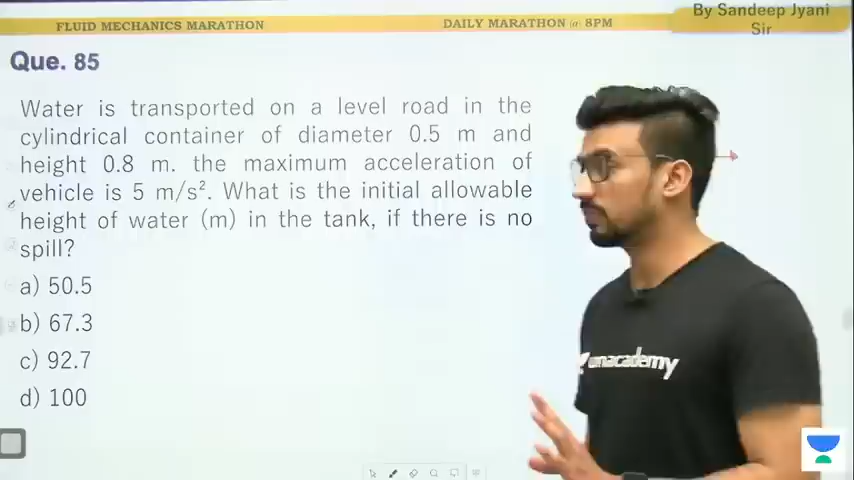 FLUID MECHANICS MARATHON
DAILY MARATHON @ 8PM
By Sandeep Jyani
Sir
Que. 85
Water is transported on a level road in the
cylindrical container of diameter 0.5 m and
height 0.8 m. the maximum acceleration of
vehicle is 5 m/s². What is the initial allowable
height of water (m) in the tank, if there is no
spill?
a) 50.5
b) 67.3
c) 92.7
d) 100
unacademy